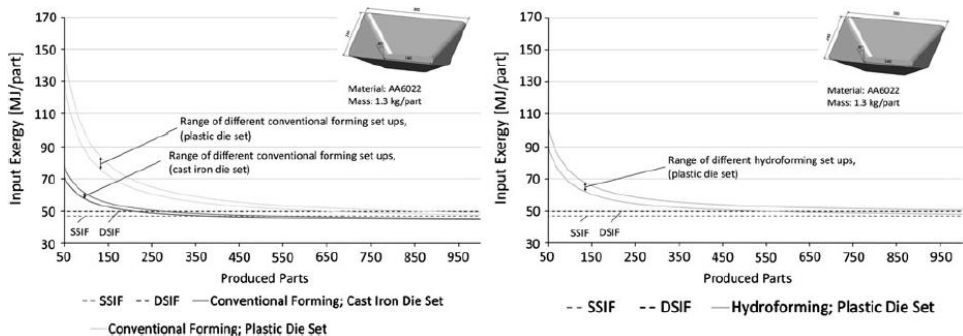 170
150
130
110
90
70
50
30
Input Exergy [MJ/part]
Material: AA6022
Mass: 1.3 kg/part
Range of different conventional forming set ups,
(plastic die set)
Range of different conventional forming set ups,
(cast iron die set)
SSIF DSIF
50 150 250 350 450 550 650 750 850 950
Produced Parts
SSIF DSIF Conventional Forming; Cast Iron Die Set
Conventional Forming; Plastic Die Set
170
150
130
110
90
70
50
30
Input Exergy [MJ/part]
Material: AA6022
Mass: 1.3 kg/part
Range of different hydroforming set ups,
(plastic die set)
SSIF DSIF
50 150 250 350 450 550 650 750 850 950
Produced Parts
SSIF DSIF Hydroforming; Plastic Die Set